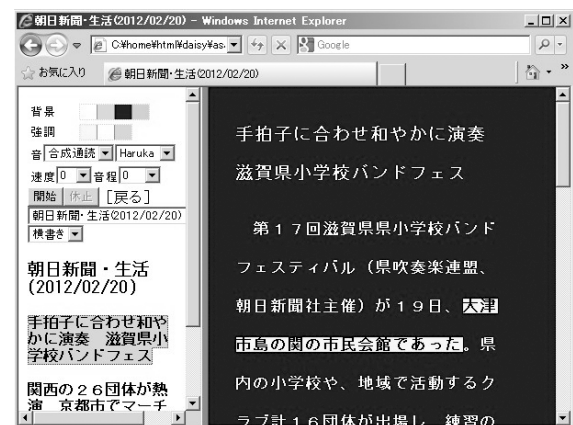 朝日新聞・生活(2012/02/20) - Windows Internet Explorer
C:¥home¥html¥daisy¥as
Google
お気に入り
朝日新聞・生活(2012/02/20)
»
背景
強調
音 合成通読 Haruka
速度 0 音程 0
開始 休止 [戻る]
朝日新聞・生活(2012/02/20)
横書き
朝日新聞・生活
(2012/02/20)
手拍子に合わせ和や
かに演奏 滋賀県小
学校バンドフェス
関西の26団体が熱
演 京都市でマーチ
手拍子に合わせ和やかに演奏
滋賀県小学校バンドフェス
第17回滋賀県県小学校バンド
フェスティバル(県吹奏楽連盟、
朝日新聞社主催)が19日、大津
市島の関の市民会館であった。県
内の小学校や、地域で活動するク
ラブ計16団体が出場し、練習の